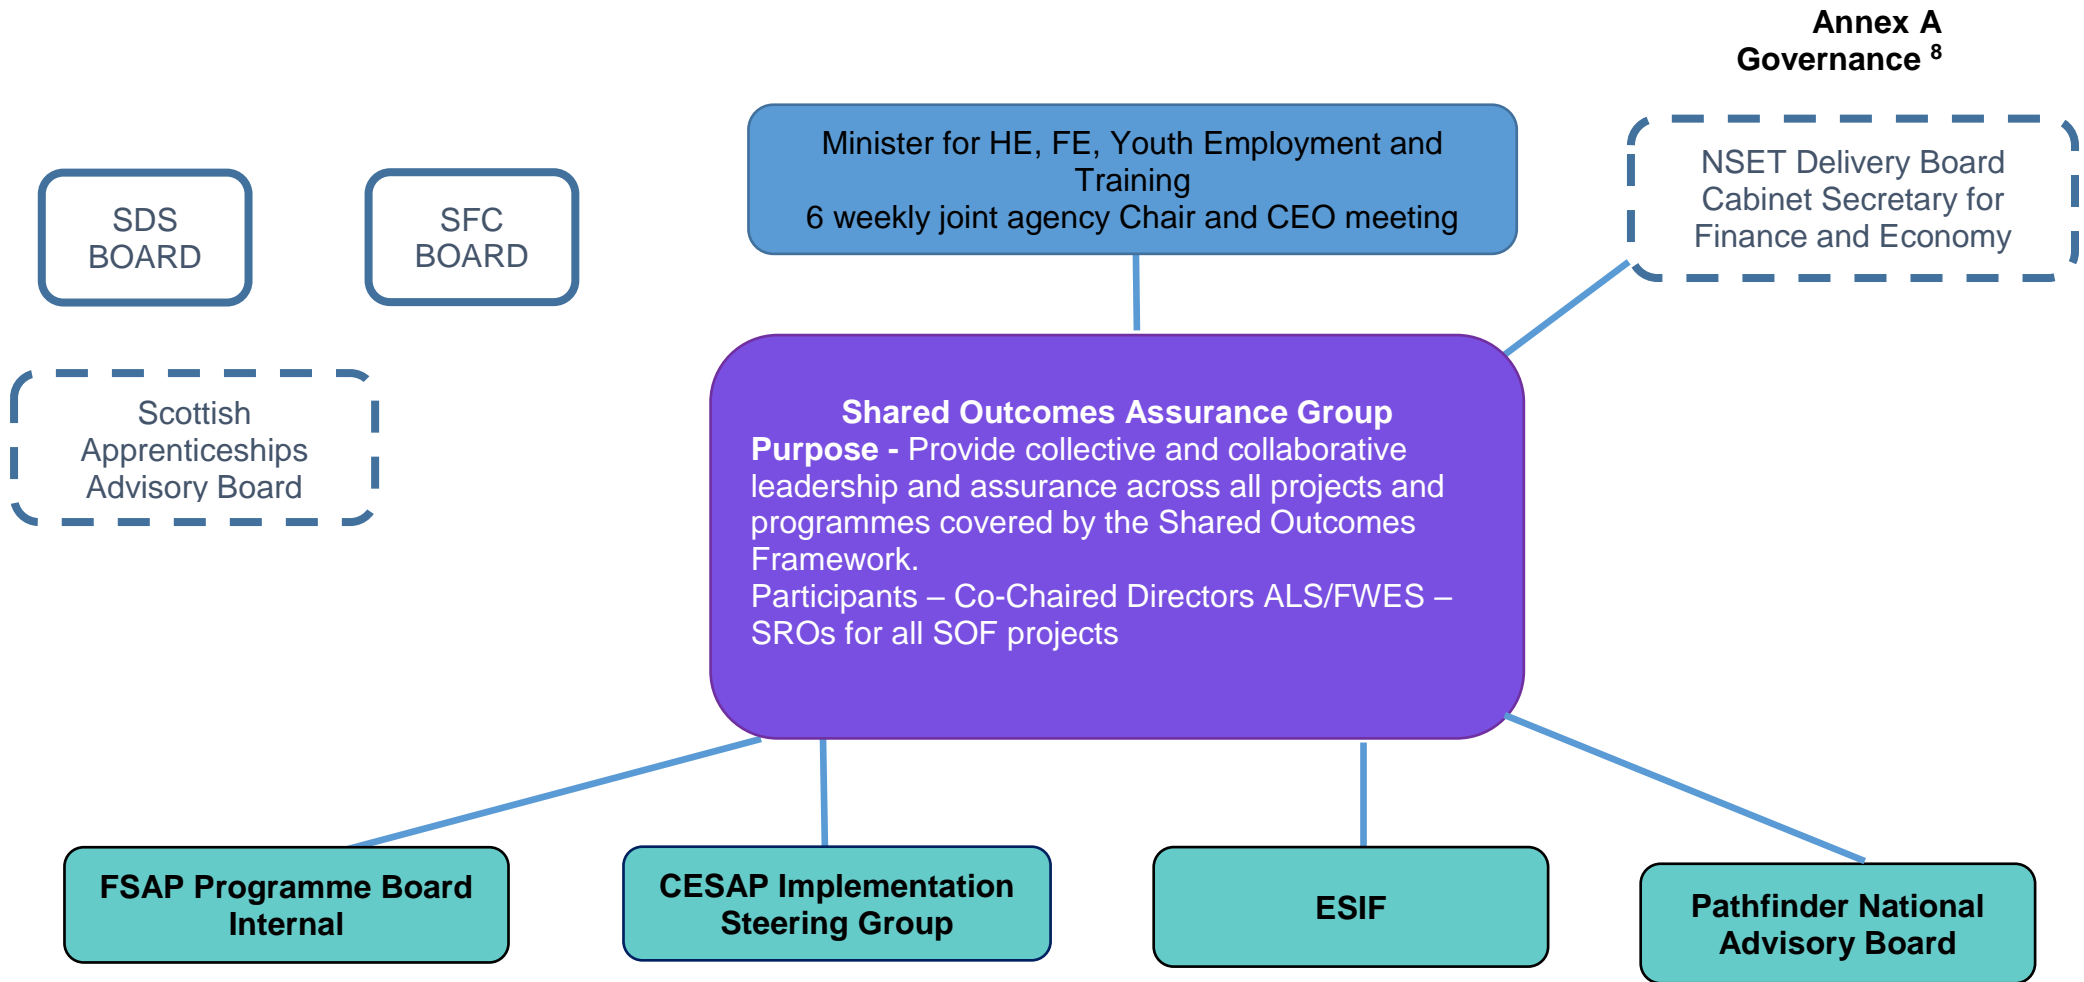 Annex A
Governance 8
Minister for HE, FE, Youth Employment and
Training
6 weekly joint agency Chair and CEO meeting
NSET Delivery Board
Cabinet Secretary for
Finance and Economy
SDS
BOARD
SFC
BOARD
Scottish
Apprenticeships
Advisory Board
Shared Outcomes Assurance Group
Purpose - Provide collective and collaborative
leadership and assurance across all projects and
programmes covered by the Shared Outcomes
Framework.
Participants – Co-Chaired Directors ALS/FWES –
SROs for all SOF projects
FSAP Programme Board
Internal
CESAP Implementation
Steering Group
ESIF
Pathfinder National
Advisory Board